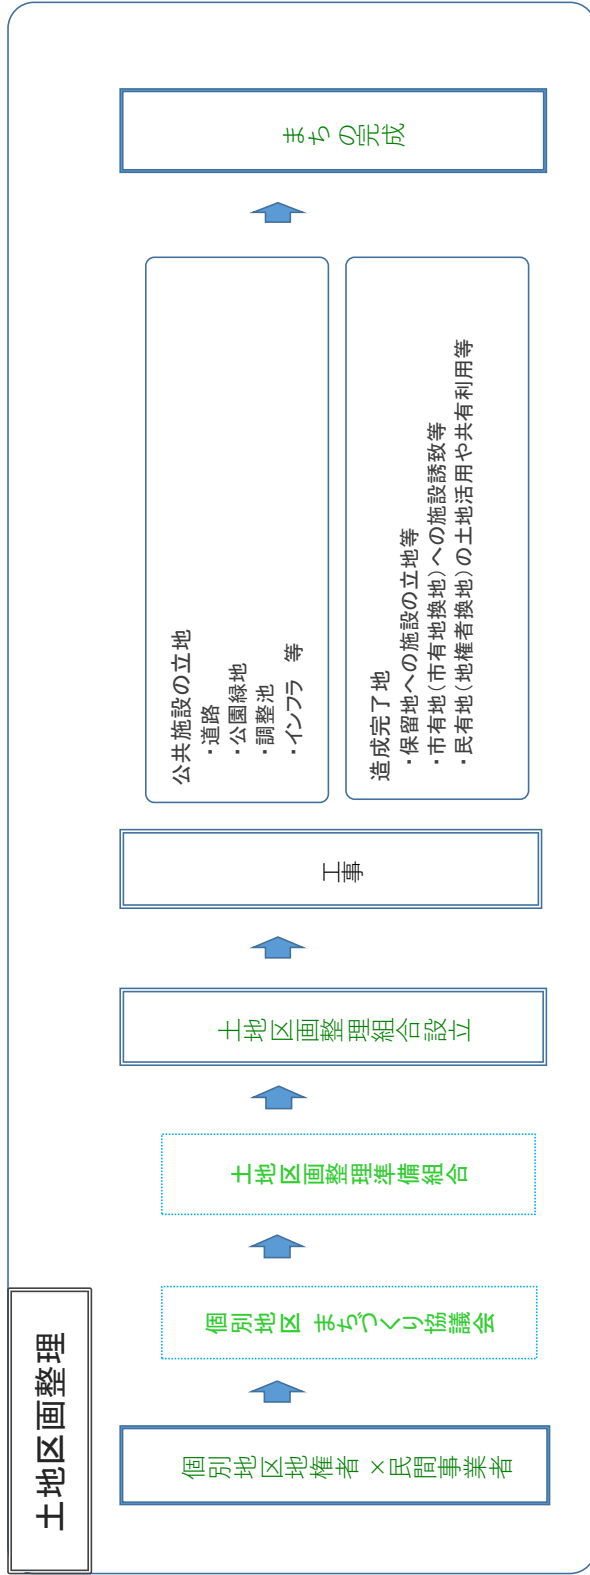 土地区画整理
個別地区地権者×民間事業者
個別地区 まちづくり協議会
土地区画整理準備組合
土地区画整理組合設立
工事
公共施設の立地
・道路
・公園緑地
・調整池
・インフラ 等
造成完了地
・保留地への施設の立地等
・市有地(市有地換地)への施設誘致等
・民有地(地権者換地)の土地活用や共有利用等
まちの完成